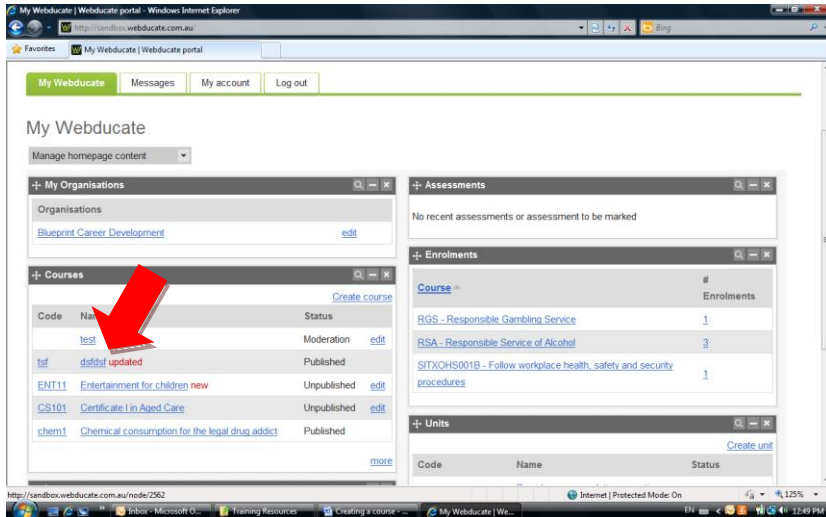 My Webducate | Webducate portal - Windows Internet Explorer
http://sandbox.webducate.com.au/
Bing
Favorites
My Webducate | Webducate portal
My Webducate
Messages
My account
Log out
My Webducate
Manage homepage content
My Organisations
Organisations
Blueprint Career Development edit
Courses
Create course
Code Status
test Moderation edit
tsf dsfdsf updated Published
ENT11 Entertainment for children new Unpublished edit
CS101 Certificate I in Aged Care Unpublished edit
chem1 Chemical consumption for the legal drug addict Published
more
Assessments
No recent assessments or assessment to be marked
Enrolments
Course # Enrolments
RGS - Responsible Gambling Service 1
RSA - Responsible Service of Alcohol 3
SITXOHS001B - Follow workplace health, safety and security
procedures 1
Units
Create unit
Code Name Status
http://sandbox.webducate.com.au/node/2562
Internet | Protected Mode: On
125%
Inbox - Microsoft O...
Training Resources
Creating a course - ...
My Webducate | We...
EN
12:49 PM